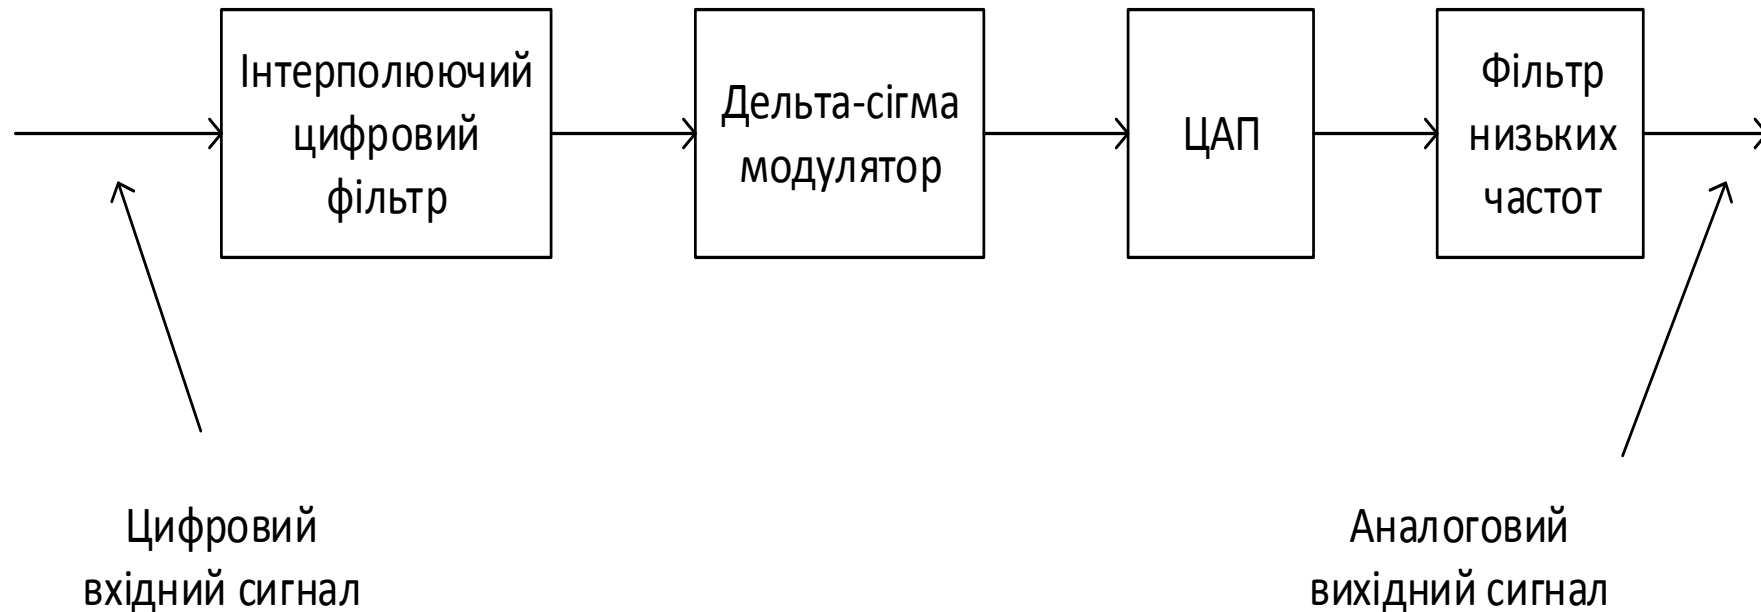 Інтерполюючий
цифровий
фільтр
Дельта-сігма
модулятор
ЦАП
Фільтр
низьких
частот
Цифровий
вхідний сигнал
Аналоговий
вихідний сигнал